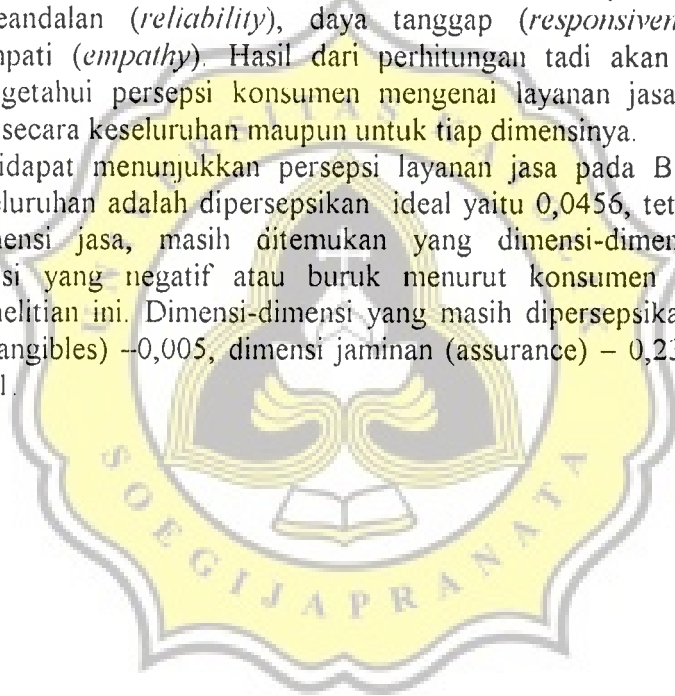 eandalan (reliability), daya tanggap (responsiven
npati (empathy). Hasil dari perhitungan tadi akan
getahui persepsi konsumen mengenai layanan jasa
secara keseluruhan maupun untuk tiap dimensinya.
idapat menunjukkan persepsi layanan jasa pada B
eluruhan adalah dipersepsikan ideal yaitu 0,0456, tet
nensi jasa, masih ditemukan yang dimensi-dimen
si yang negatif atau buruk menurut konsumen
nelitian ini. Dimensi-dimensi yang masih dipersepsika
angibles) –0,005, dimensi jaminan (assurance) – 0,23
1.
SOEGIJAPRANATA